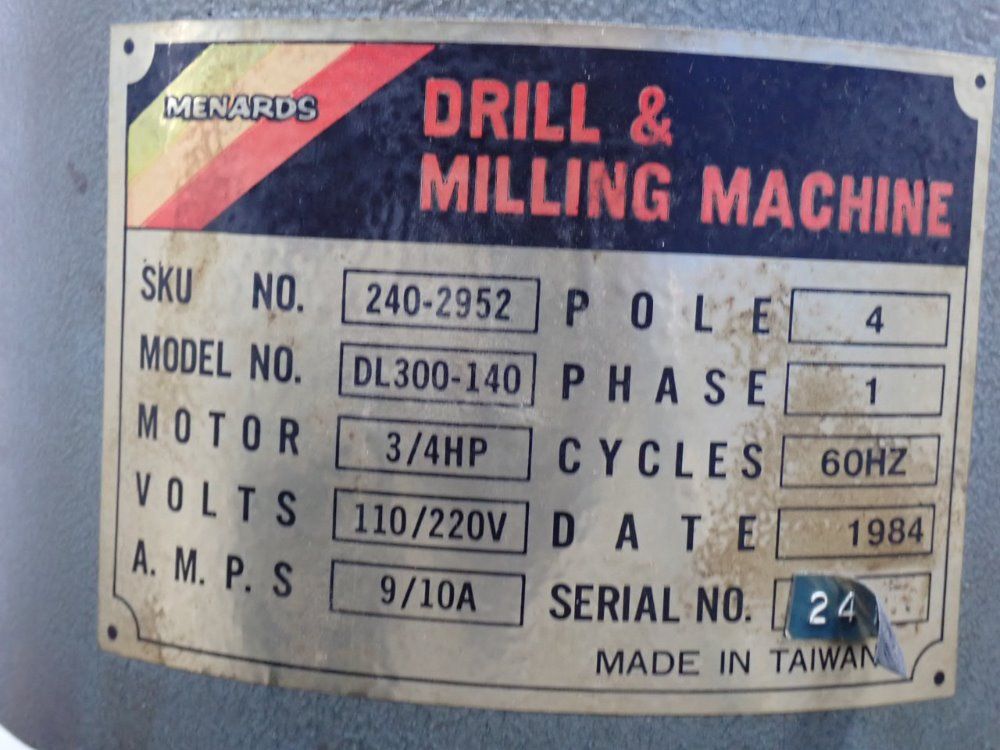 MENARDS
DRILL &
MILLING MACHINE
SKU NO. 240-2952 POLE 4
MODEL NO. DL300-140 PHASE 1
MOTOR 3/4HP CYCLES 60HZ
VOLTS 110/220V DATE 1984
A.M.P.S 9/10A SERIAL NO. 24
MADE IN TAIWAN